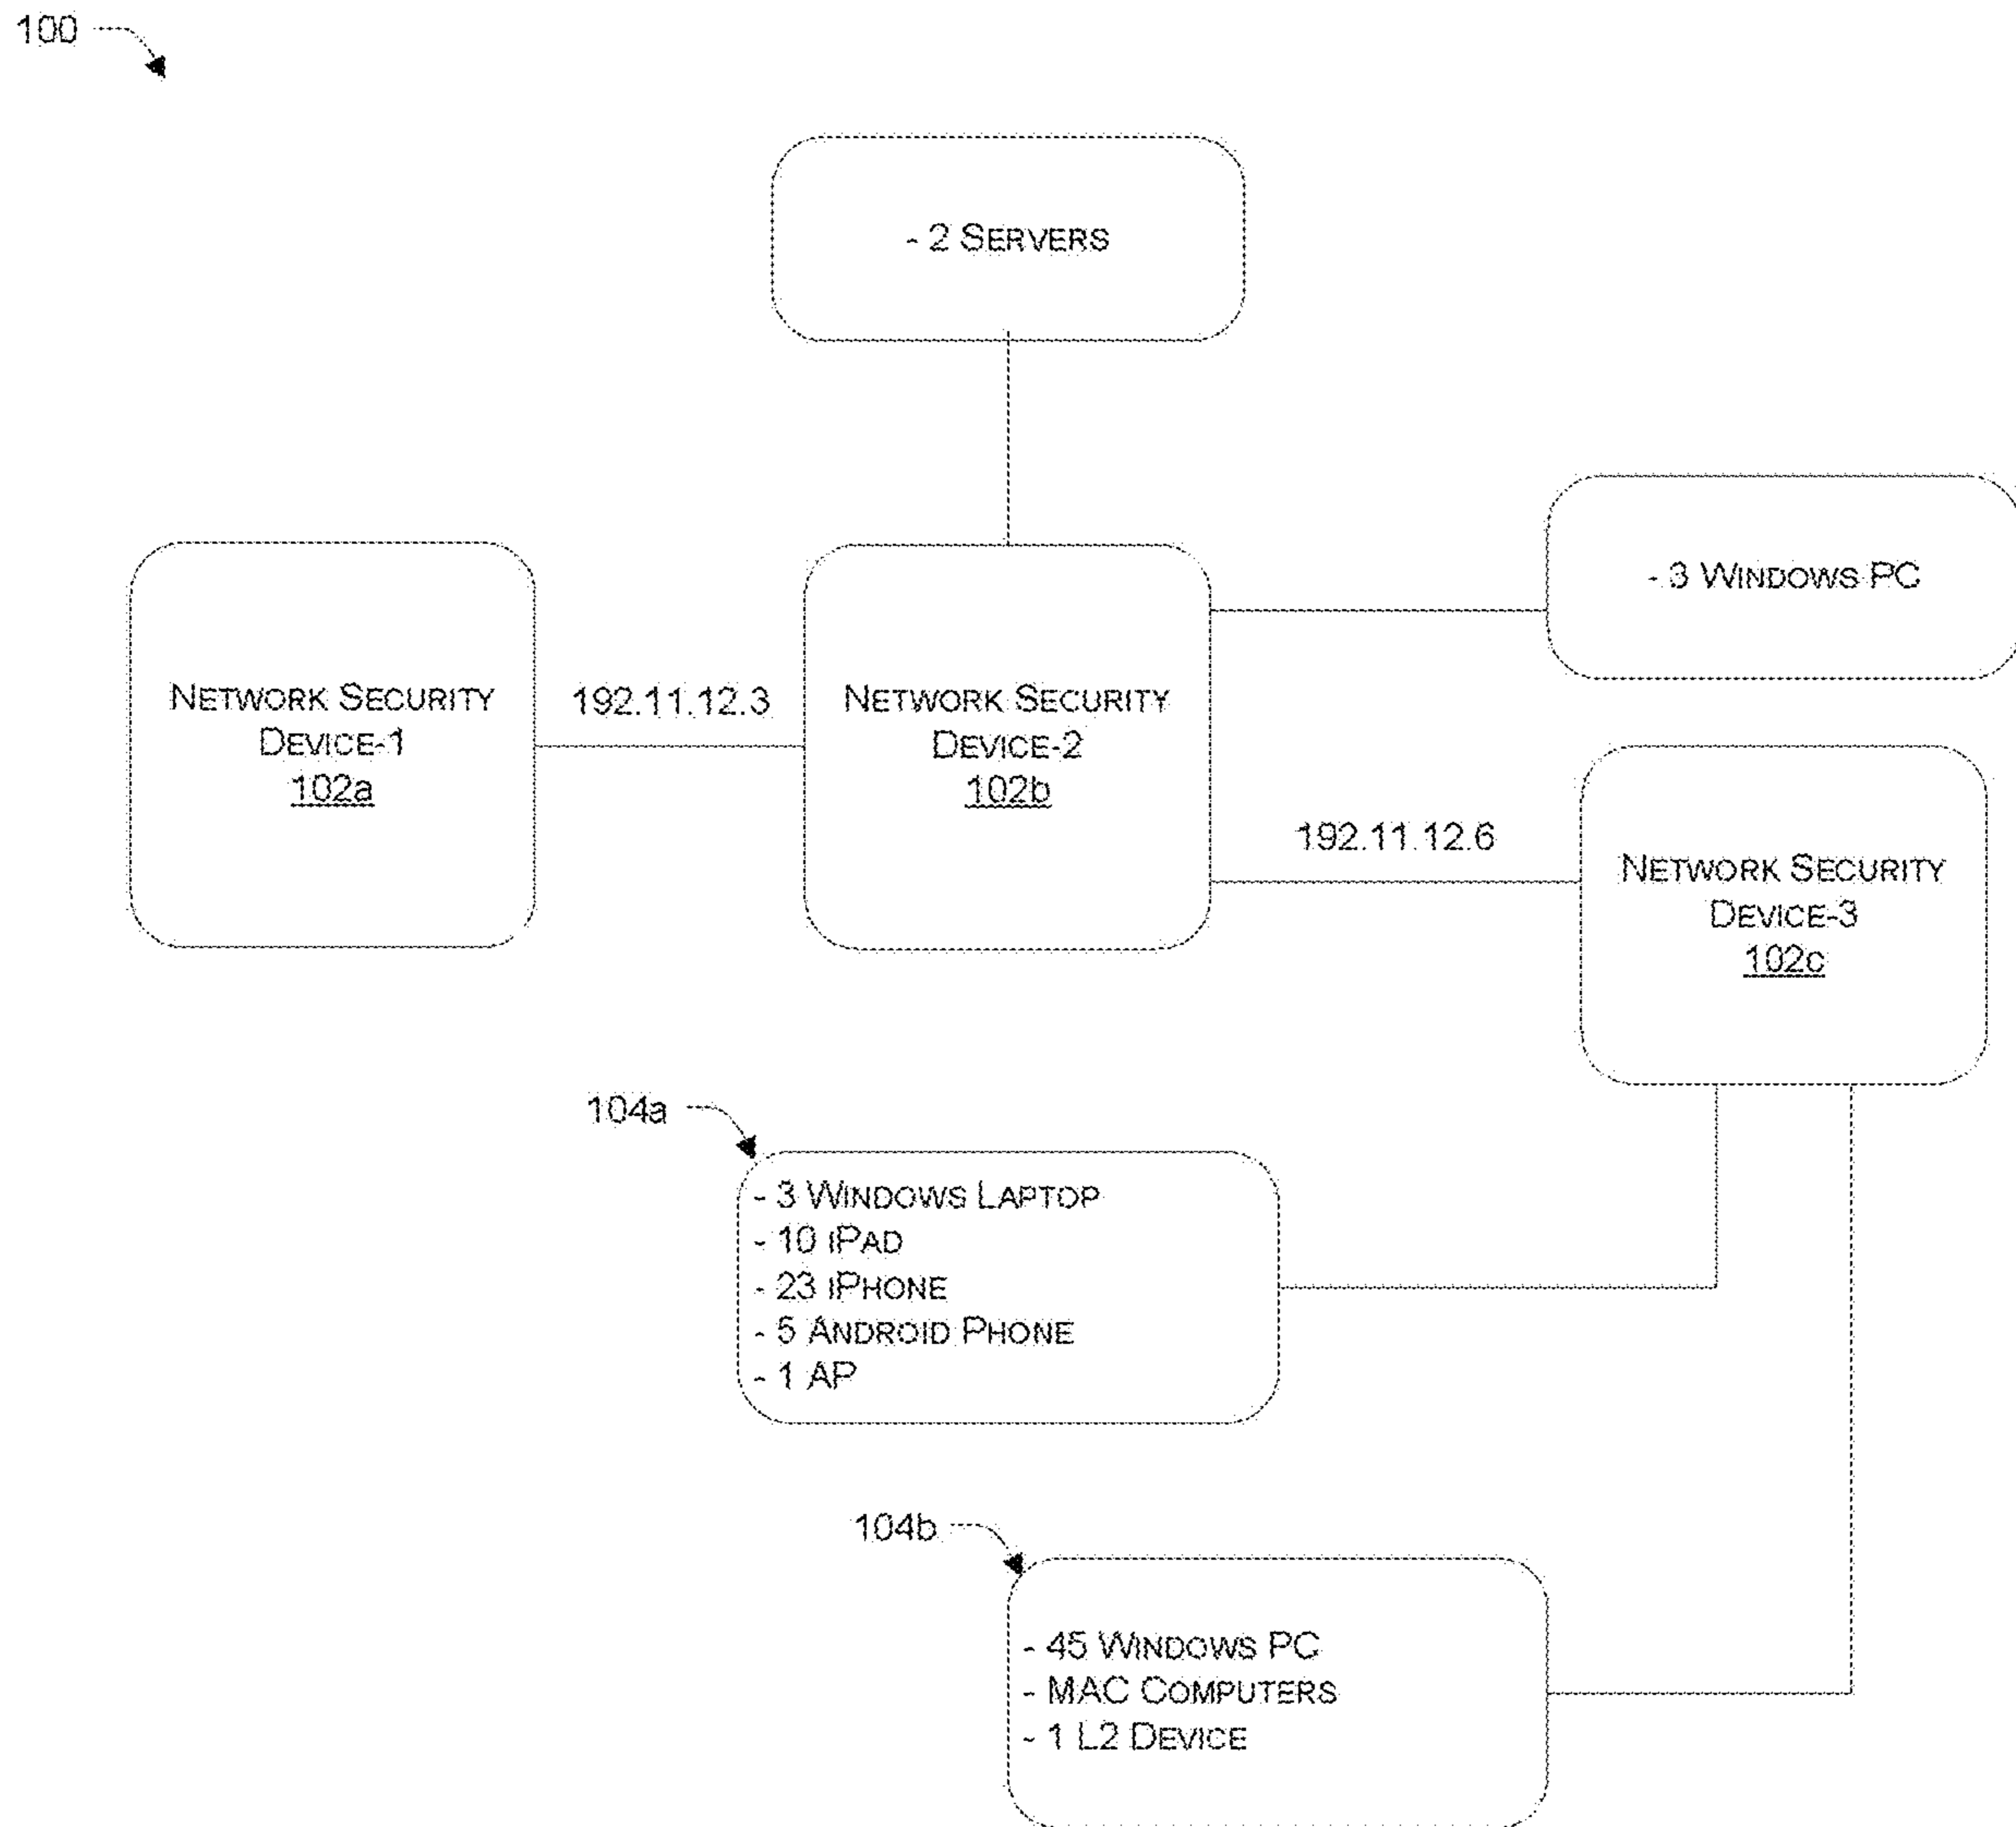 100
- 2 SERVERS
- 3 WINDOWS PC
NETWORK SECURITY
DEVICE-1
102a
192.11.12.3
NETWORK SECURITY
DEVICE-2
102b
192.11.12.6
NETWORK SECURITY
DEVICE-3
102c
104a
- 3 WINDOWS LAPTOP
- 10 iPAD
- 23 iPHONE
- 5 ANDROID PHONE
- 1 AP
104b
- 45 WINDOWS PC
- MAC COMPUTERS
- 1 L2 DEVICE